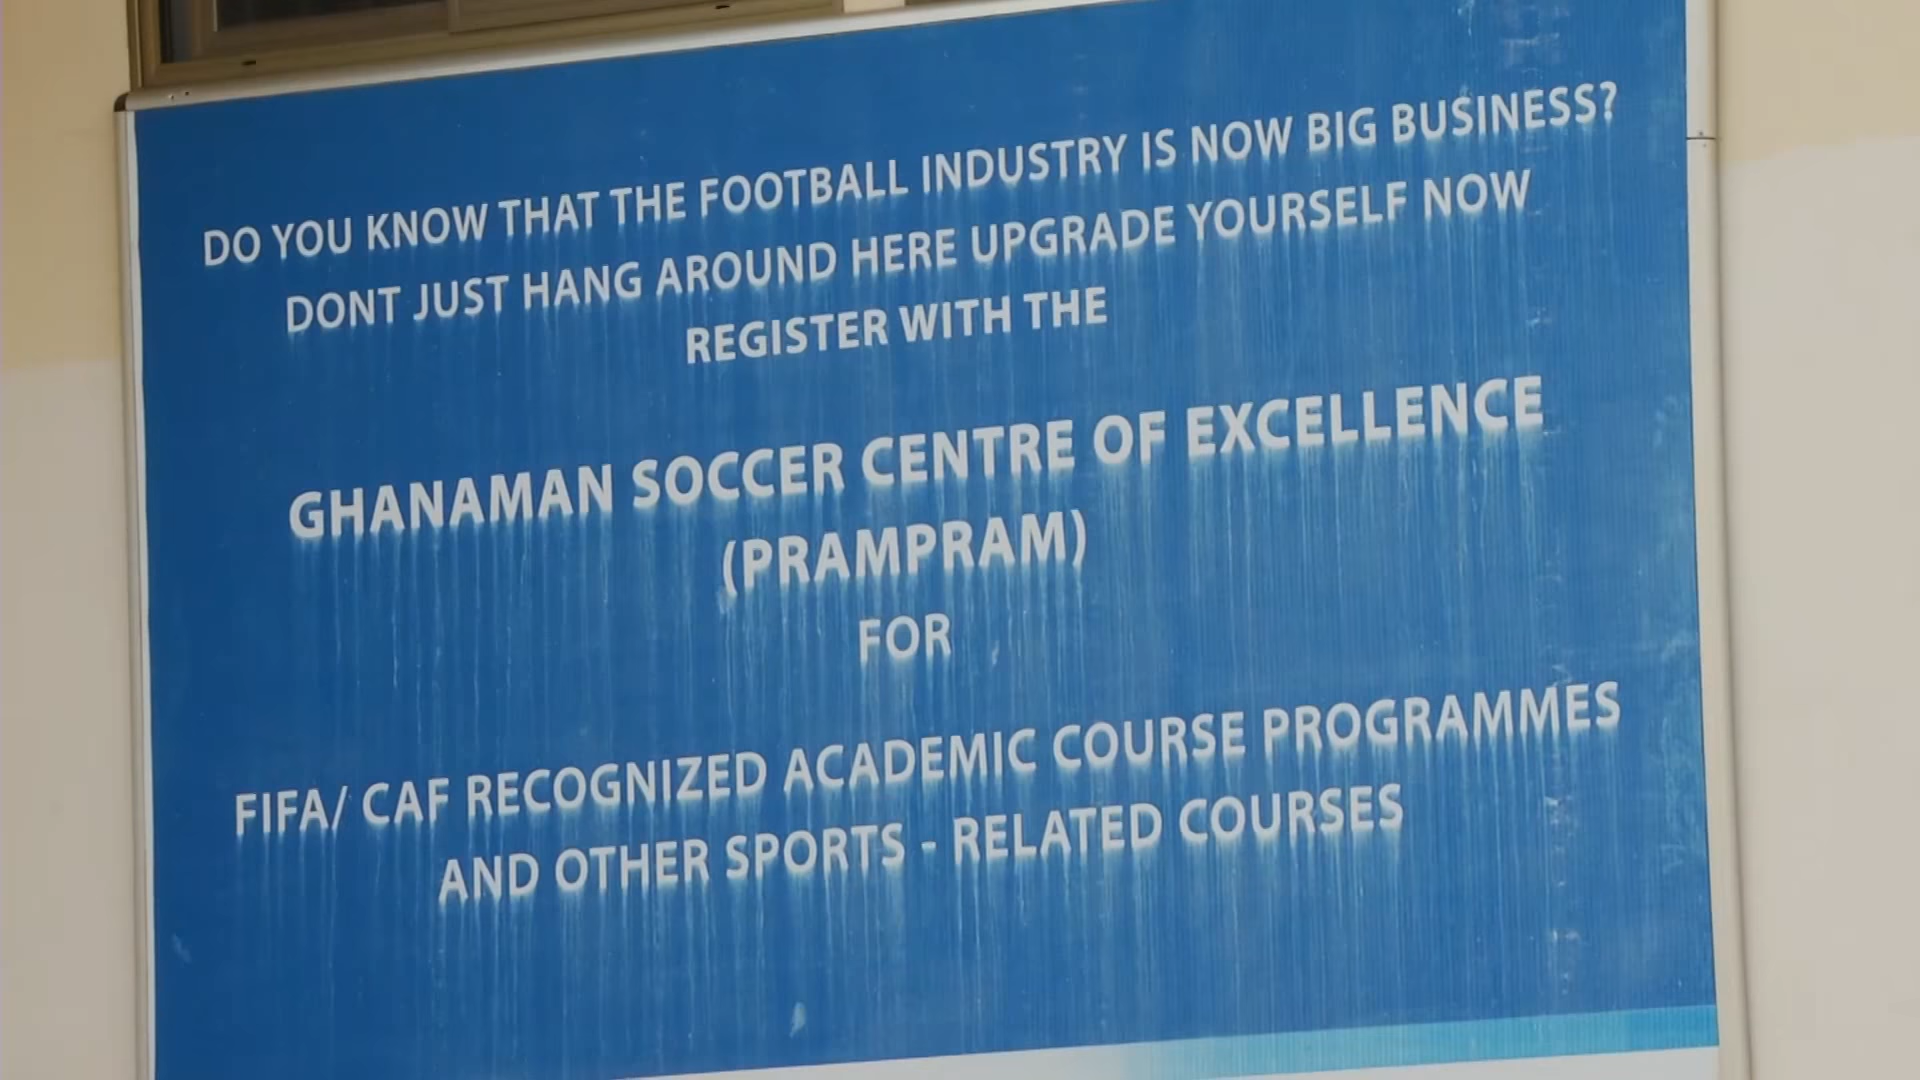 DO YOU KNOW THAT THE FOOTBALL INDUSTRY IS NOW BIG BUSINESS?
DONT JUST HANG AROUND HERE UPGRADE YOURSELF NOW
REGISTER WITH THE
GHANAMAN SOCCER CENTRE OF EXCELLENCE
(PRAMPRAM)
FOR
FIFA/ CAF RECOGNIZED ACADEMIC COURSE PROGRAMMES
AND OTHER SPORTS - RELATED COURSES